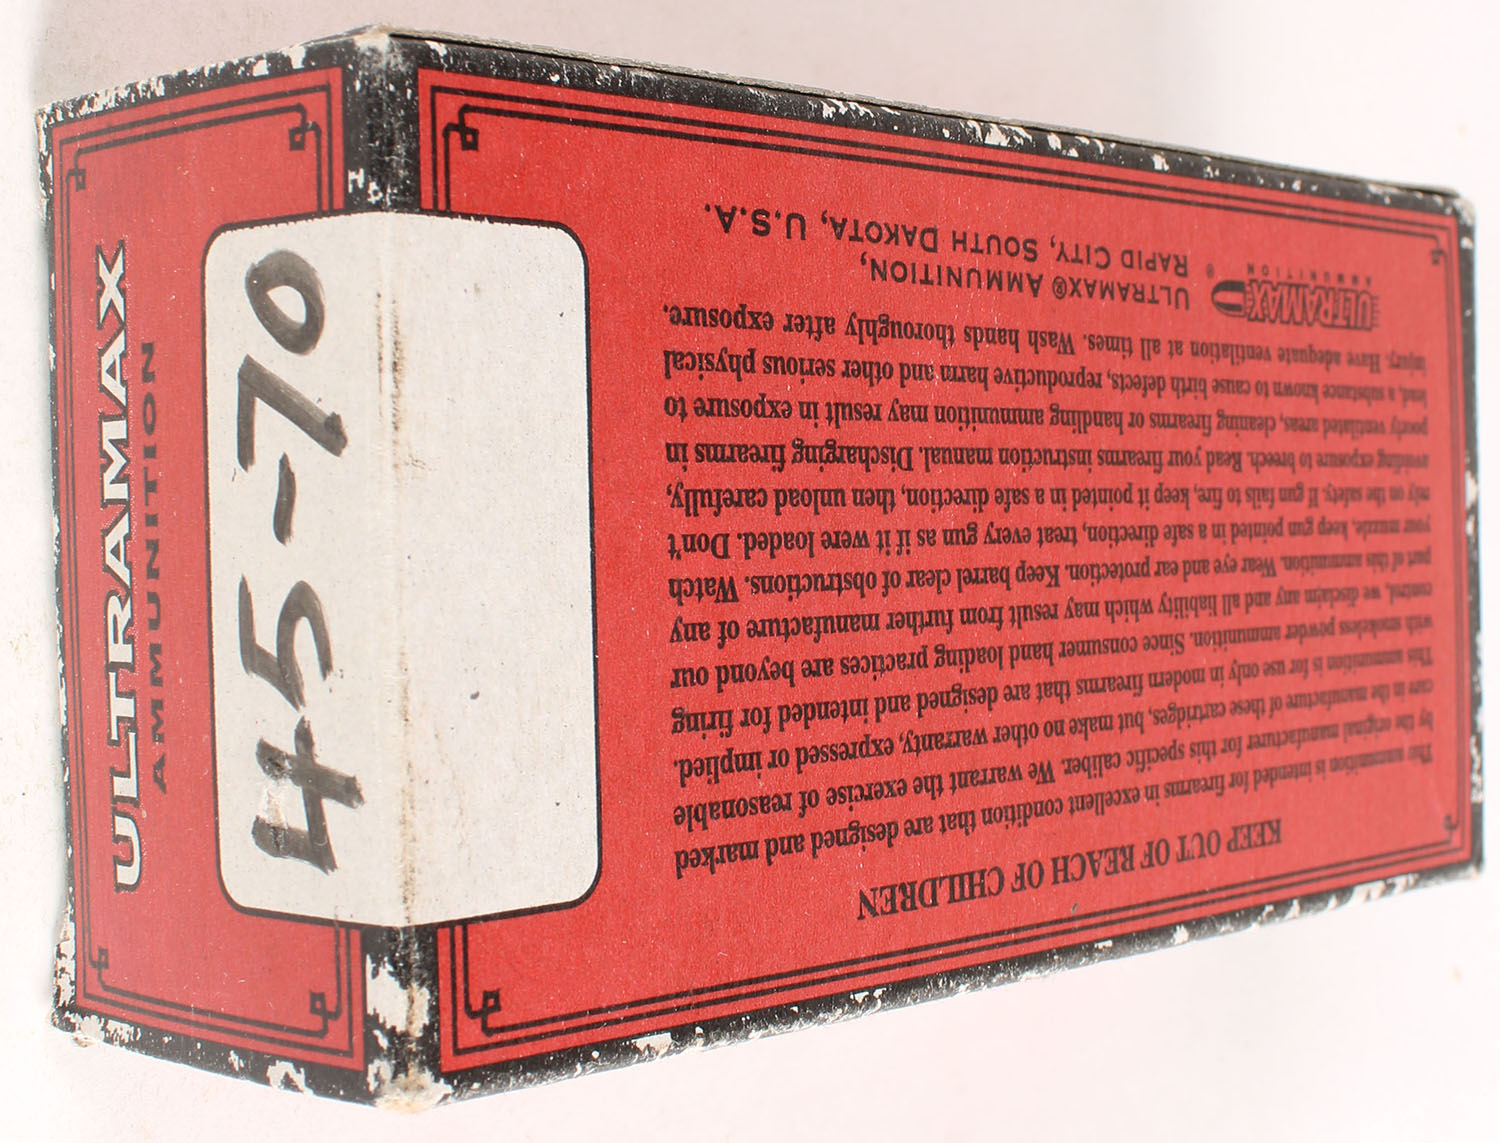 ULTRAMAX
AMMUNITION
45-70
KEEP OUT OF REACH OF CHILDREN
This ammunition is intended for firearms in excellent condition that are designed and marked
by the original manufacturer for this specific caliber. We warrant the exercise of reasonable
care in the manufacture of these cartridges, but make no other warranty, expressed or implied.
This ammunition is for use only in modern firearms that are designed and intended for firing
with smokeless powder ammunition. Since consumer hand loading practices are beyond our
control, we disclaim any and all liability which may result from further manufacture of any
part of this ammunition. Wear eye and ear protection. Keep barrel clear of obstructions. Watch
your muzzle, keep gun pointed in a safe direction, treat every gun as if it were loaded. Don't
rely on the safety. If gun fails to fire, keep it pointed in a safe direction, then unload carefully,
avoiding exposure to breech. Read your firearms instruction manual. Discharging firearms in
poorly ventilated areas, cleaning firearms or handling ammunition may result in exposure to
lead, a substance known to cause birth defects, reproductive harm and other serious physical
injury. Have adequate ventilation at all times. Wash hands thoroughly after exposure.
ULTRAMAX ®
AMMUNITION
ULTRAMAX® AMMUNITION,
RAPID CITY, SOUTH DAKOTA, U.S.A.